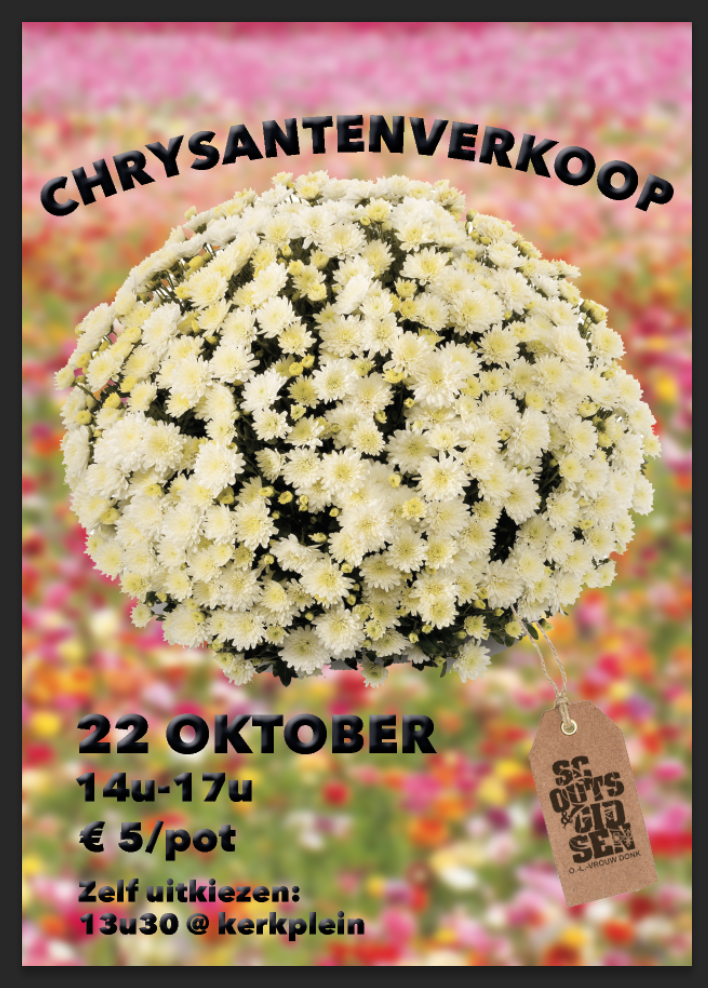 CHRYSANTENVERKOOP
22 OKTOBER
14u-17u
€ 5/pot
Zelf uitkiezen:
13u30 @ kerkplein
SC
OUTS
&GID
SEN
O.-L.-VROUW DONK